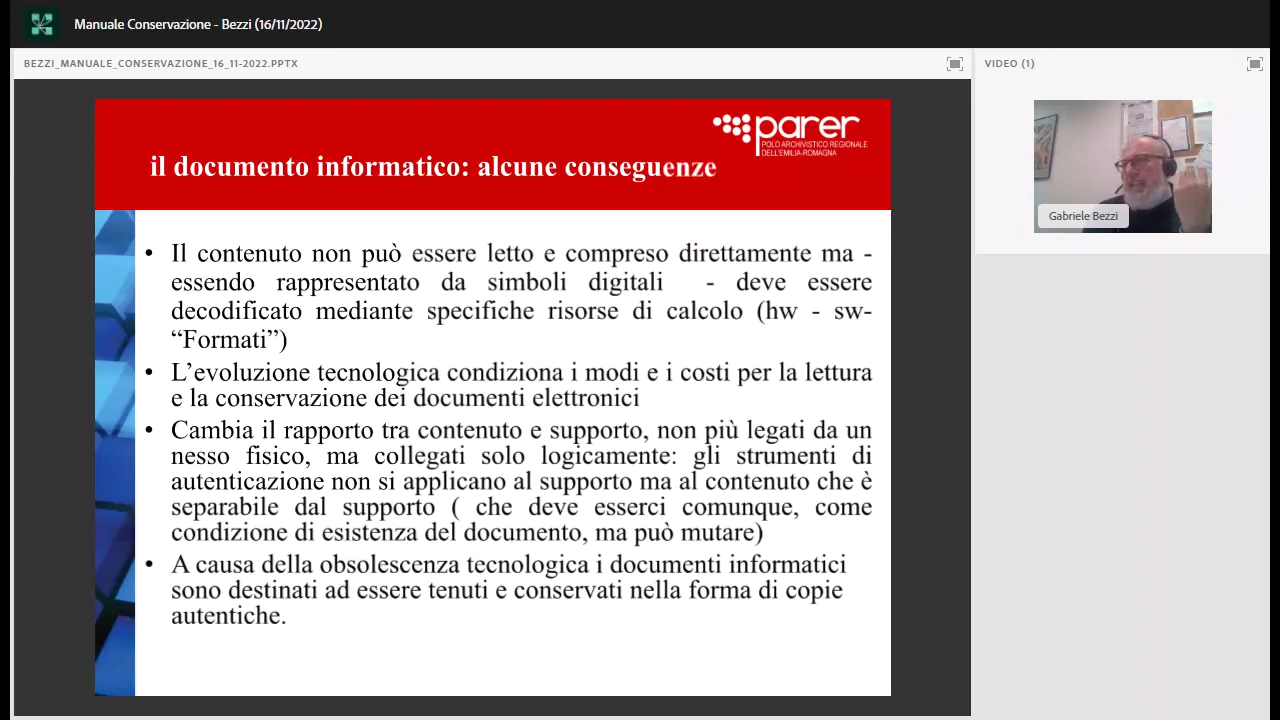 Manuale Conservazione - Bezzi (16/11/2022)
BEZZI_MANUALE_CONSERVAZIONE_16_11-2022.PPTX
VIDEO (1)
parer
POLO ARCHIVISTICO REGIONALE
DELL'EMILIA-ROMAGNA
il documento informatico: alcune conseguenze
• Il contenuto non può essere letto e compreso direttamente ma -
essendo rappresentato da simboli digitali - deve essere
decodificato mediante specifiche risorse di calcolo (hw - sw-
“Formati”)
• L’evoluzione tecnologica condiziona i modi e i costi per la lettura
e la conservazione dei documenti elettronici
• Cambia il rapporto tra contenuto e supporto, non più legati da un
nesso fisico, ma collegati solo logicamente: gli strumenti di
autenticazione non si applicano al supporto ma al contenuto che è
separabile dal supporto ( che deve esserci comunque, come
condizione di esistenza del documento, ma può mutare)
• A causa della obsolescenza tecnologica i documenti informatici
sono destinati ad essere tenuti e conservati nella forma di copie
autentiche.
Gabriele Bezzi